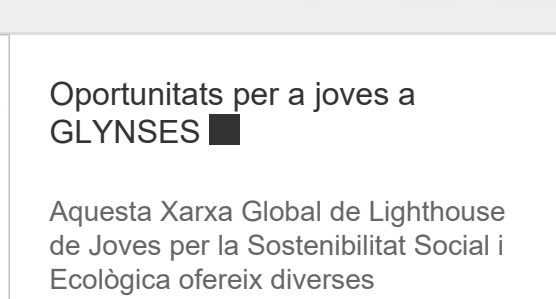 Oportunitats per a joves a
GLYNSES ■
Aquesta Xarxa Global de Lighthouse
de Joves per la Sostenibilitat Social i
Ecològica ofereix diverses